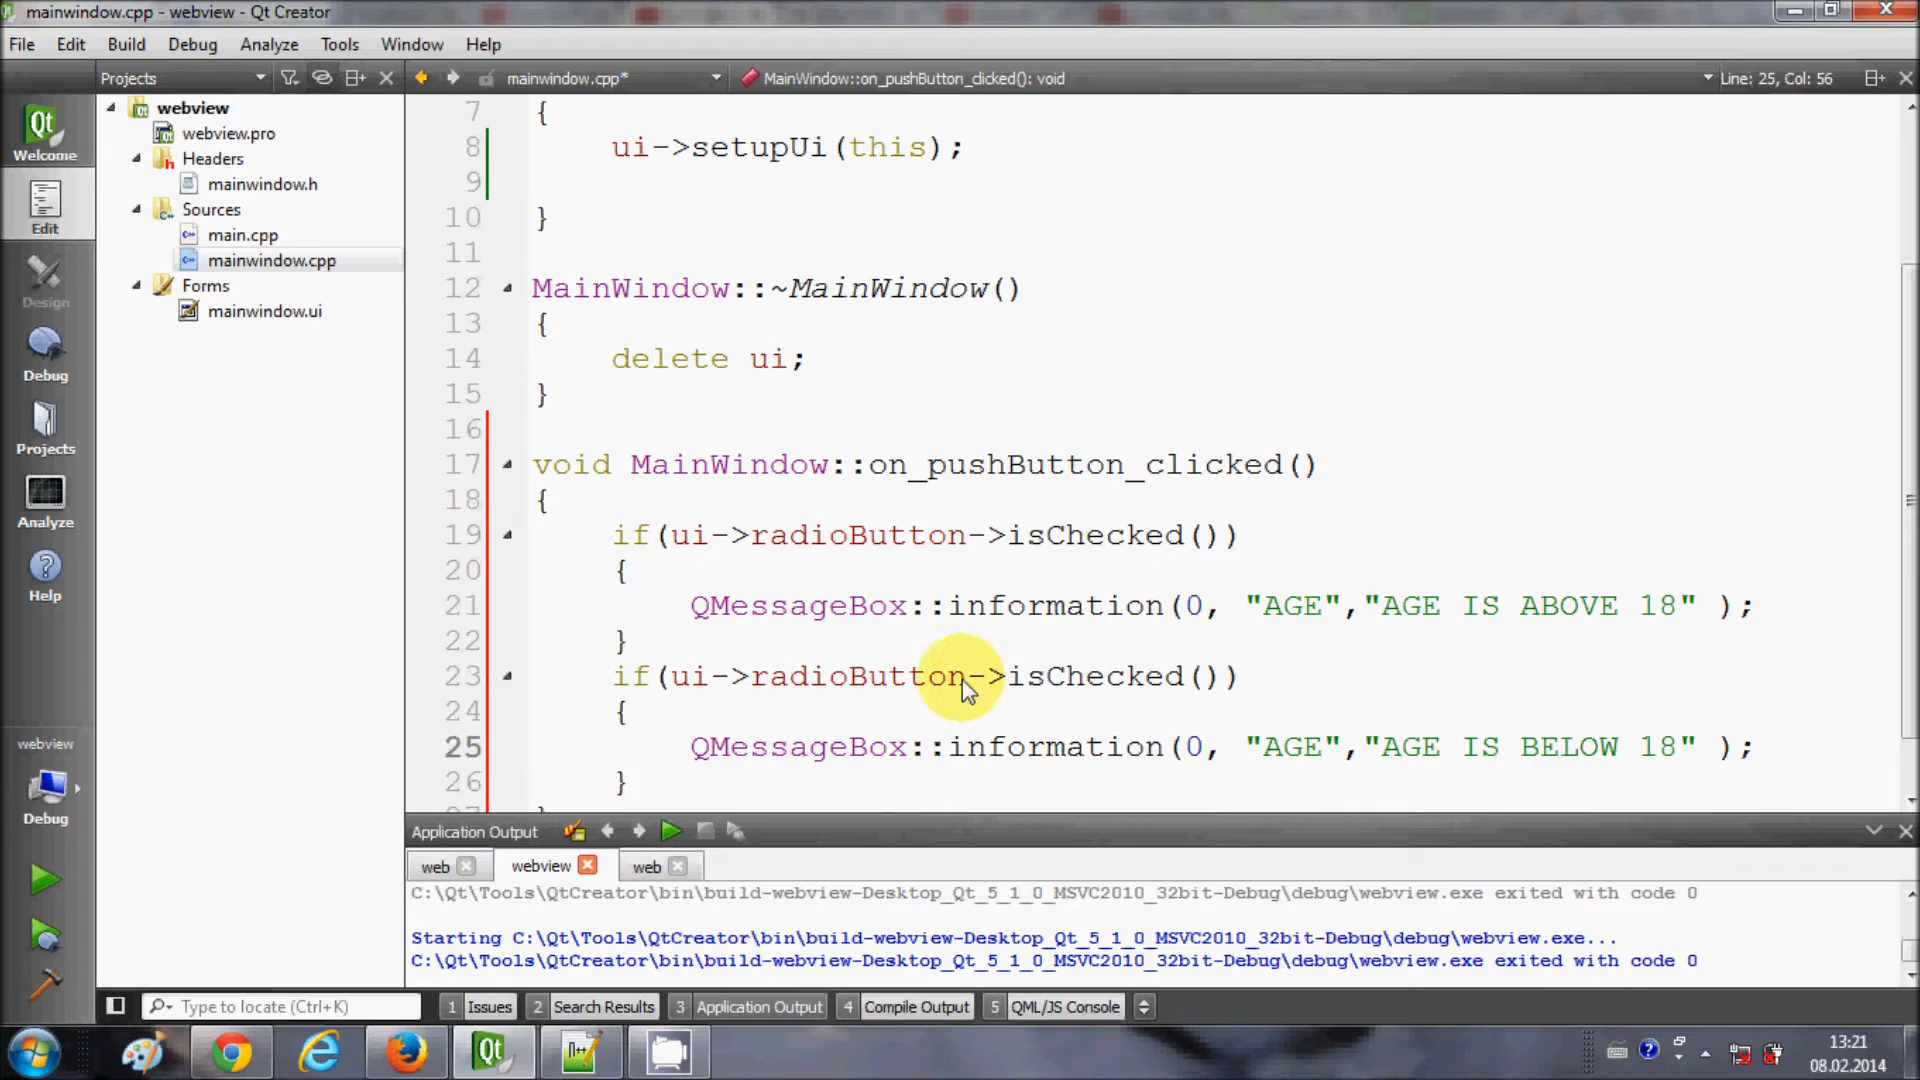 mainwindow.cpp - webview - Qt Creator
File Edit Build Debug Analyze Tools Window Help
Projects mainwindow.cpp* MainWindow::on_pushButton_clicked(): void Line: 25, Col: 56
Welcome
Edit
Design
Debug
Projects
Analyze
Help
webview
Debug
webview
webview.pro
Headers
mainwindow.h
Sources
main.cpp
mainwindow.cpp
Forms
mainwindow.ui
7 {
8 ui->setupUi(this);
9
10 }
11
12 MainWindow::~MainWindow()
13 {
14 delete ui;
15 }
16
17 void MainWindow::on_pushButton_clicked()
18 {
19 if(ui->radioButton->isChecked())
20 {
21 QMessageBox::information(0, "AGE","AGE IS ABOVE 18" );
22 }
23 if(ui->radioButton->isChecked())
24 {
25 QMessageBox::information(0, "AGE","AGE IS BELOW 18" );
26 }
27 }
Application Output
web webview web
C:\Qt\Tools\QtCreator\bin\build-webview-Desktop_Qt_5_1_0_MSVC2010_32bit-Debug\debug\webview.exe exited with code 0
Starting C:\Qt\Tools\QtCreator\bin\build-webview-Desktop_Qt_5_1_0_MSVC2010_32bit-Debug\debug\webview.exe...
C:\Qt\Tools\QtCreator\bin\build-webview-Desktop_Qt_5_1_0_MSVC2010_32bit-Debug\debug\webview.exe exited with code 0
Type to locate (Ctrl+K) 1 Issues 2 Search Results 3 Application Output 4 Compile Output 5 QML/JS Console
13:21
08.02.2014